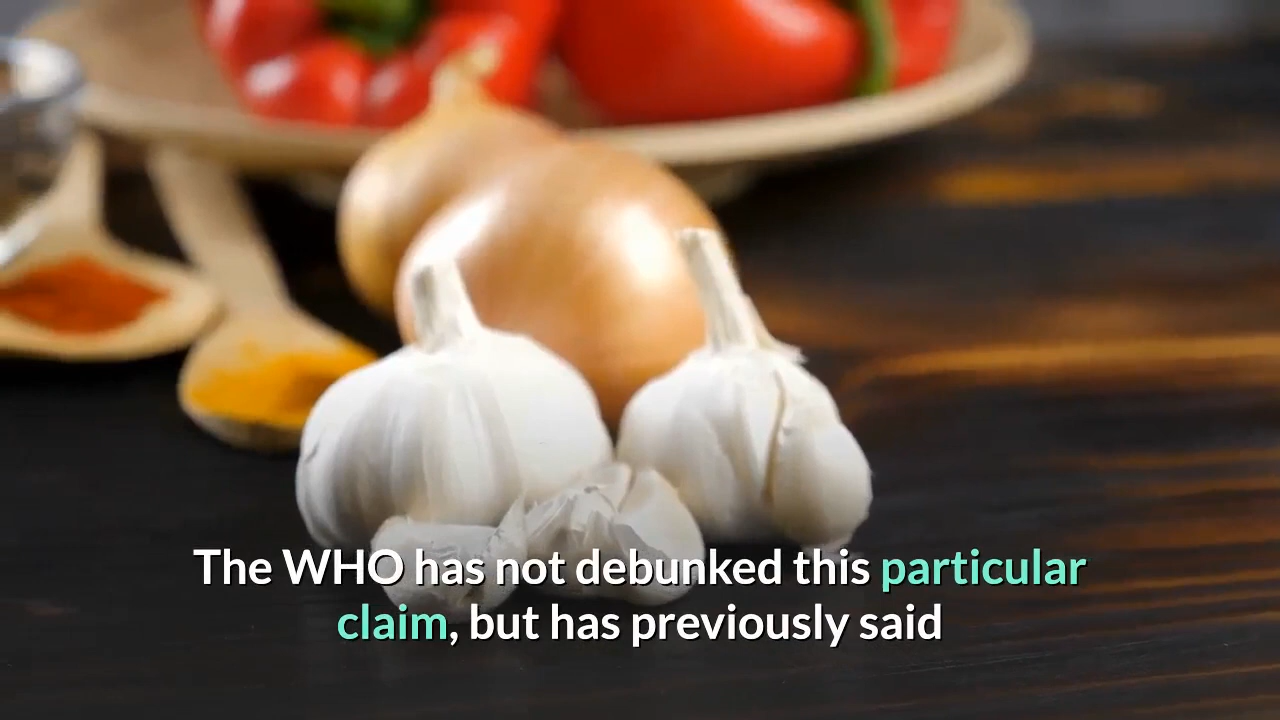 The WHO has not debunked this particular
claim, but has previously said